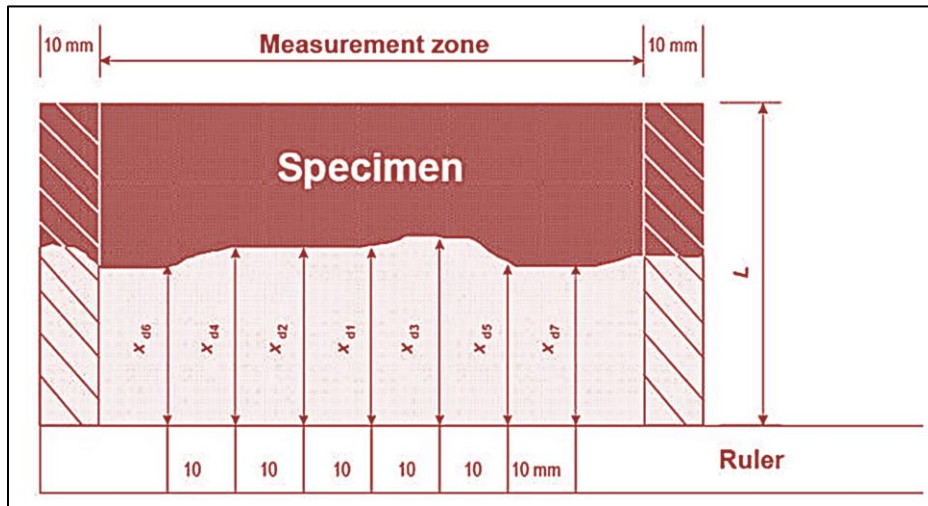 10 mm Measurement zone 10 mm
Specimen
L
x d6 x d4 x d2 x d1 x d3 x d5 x d7
10 10 10 10 10 10 mm
Ruler